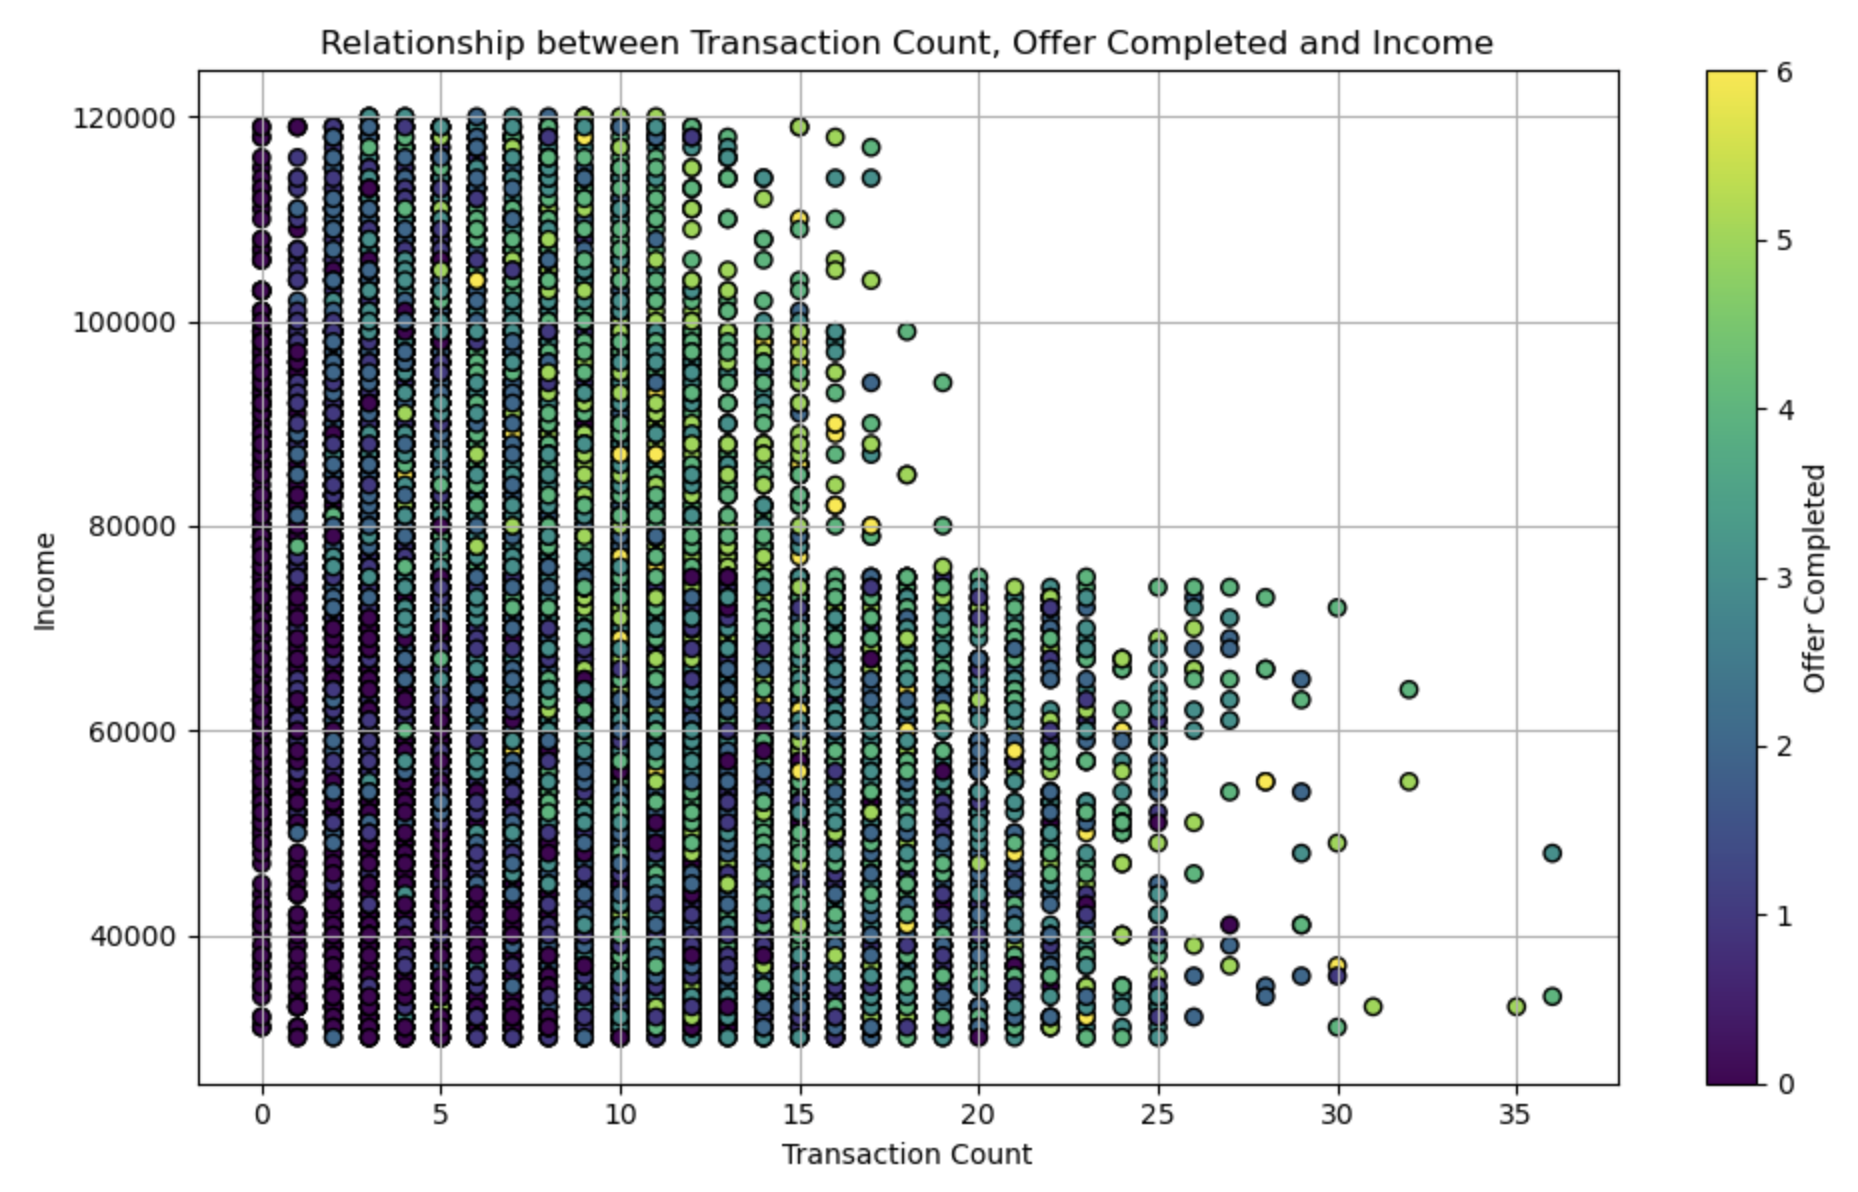 Relationship between Transaction Count, Offer Completed and Income
120000
100000
80000
60000
40000
Income
0 5 10 15 20 25 30 35
Transaction Count
6
5
4
3
2
1
0
Offer Completed